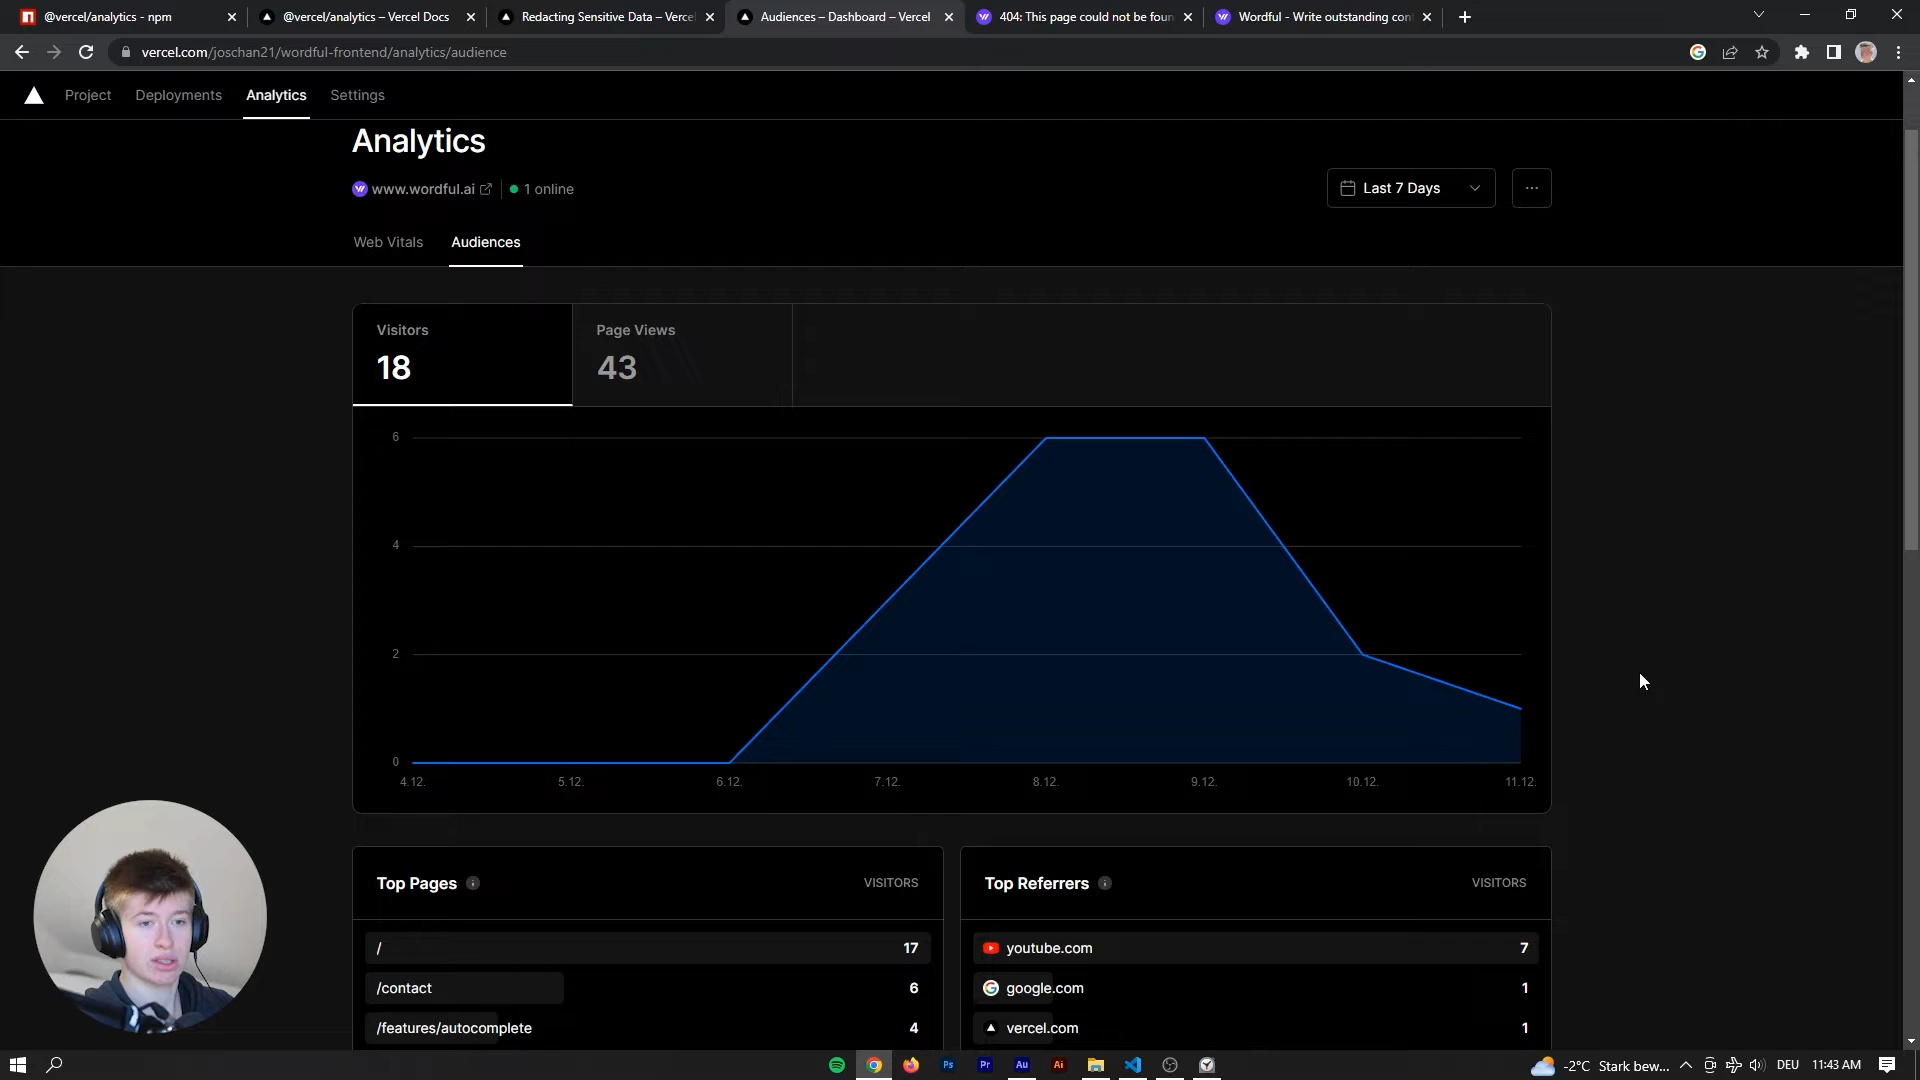 @vercel/analytics - npm
@vercel/analytics – Vercel Docs
Redacting Sensitive Data – Verce
Audiences – Dashboard – Vercel
404: This page could not be foun
Wordful - Write outstanding con
vercel.com/joschan21/wordful-frontend/analytics/audience
Project
Deployments
Analytics
Settings
Analytics
www.wordful.ai
1 online
Last 7 Days
Web Vitals
Audiences
Visitors
18
Page Views
43
6
4
2
0
4.12.
5.12.
6.12.
7.12.
8.12.
9.12.
10.12.
11.12.
Top Pages
VISITORS
/
17
/contact
6
/features/autocomplete
4
Top Referrers
VISITORS
youtube.com
7
google.com
1
vercel.com
1
Ps
Pr
Au
Ai
-2°C Stark bew...
DEU
11:43 AM